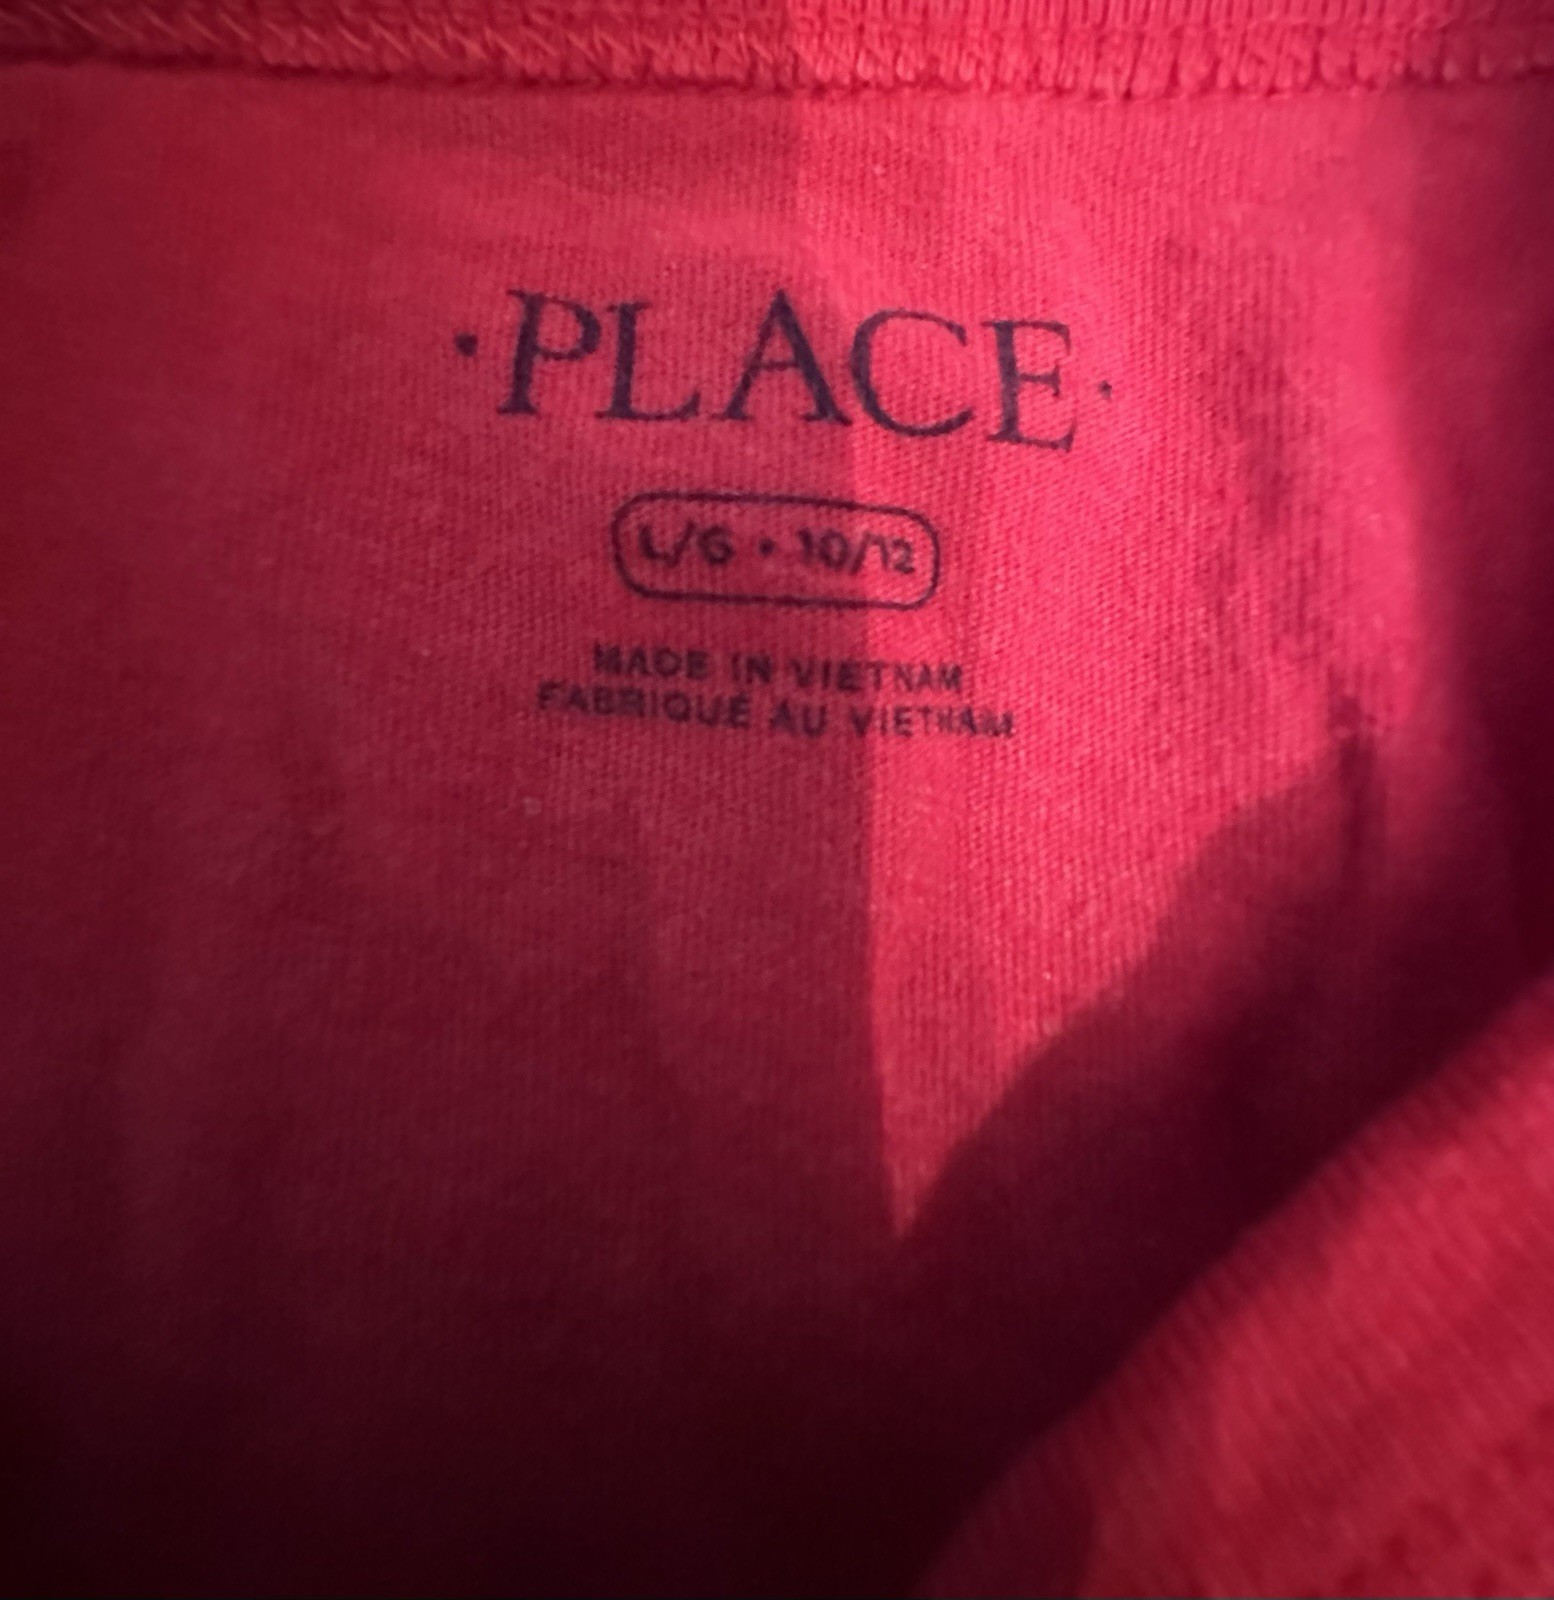 ·PLACE·
L/G • 10/12
MADE IN VIETNAM
FABRIQUÉ AU VIETNAM